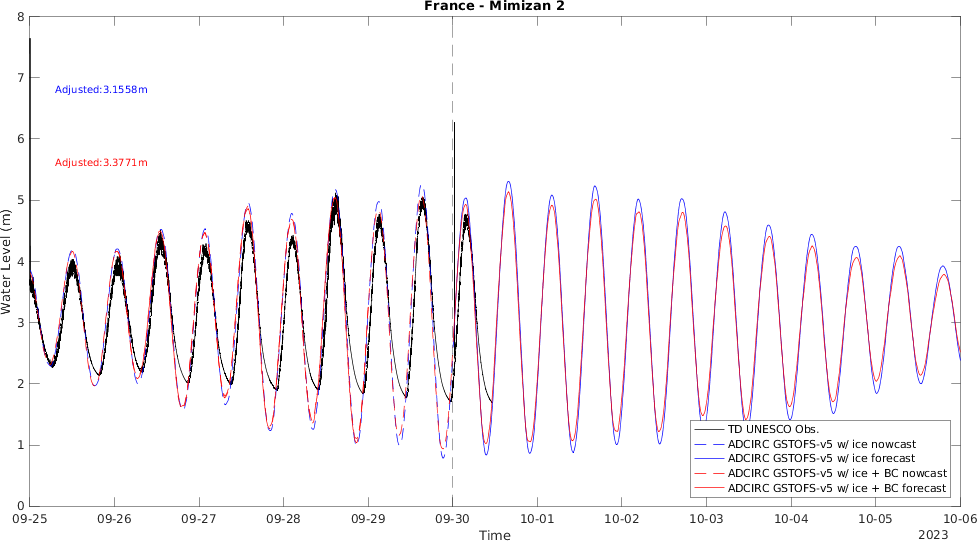 France - Mimizan 2
8
7
6
5
4
3
2
1
0
Water Level (m)
Adjusted:3.1558m
Adjusted:3.3771m
TD UNESCO Obs.
ADCIRC GSTOFS-v5 w/ ice nowcast
ADCIRC GSTOFS-v5 w/ ice forecast
ADCIRC GSTOFS-v5 w/ ice + BC nowcast
ADCIRC GSTOFS-v5 w/ ice + BC forecast
09-25 09-26 09-27 09-28 09-29 09-30 10-01 10-02 10-03 10-04 10-05 10-06
Time
2023